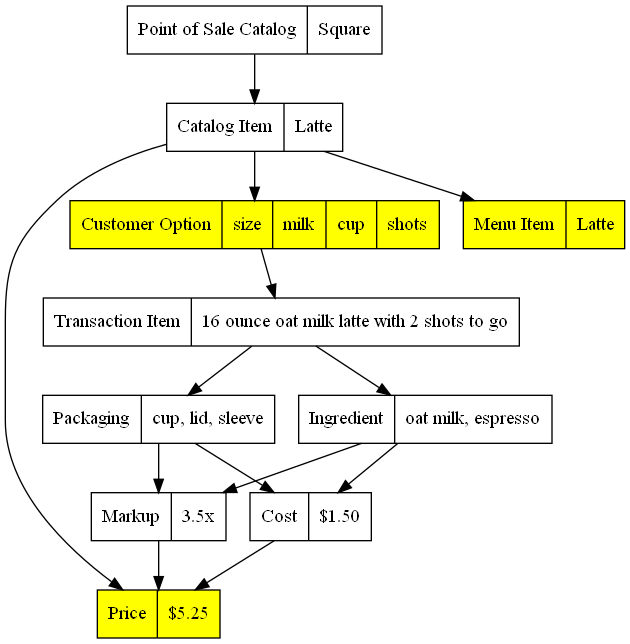 Point of Sale Catalog Square
Catalog Item Latte
Customer Option size milk cup shots Menu Item Latte
Transaction Item 16 ounce oat milk latte with 2 shots to go
Packaging cup, lid, sleeve Ingredient oat milk, espresso
Markup 3.5x Cost $1.50
Price $5.25